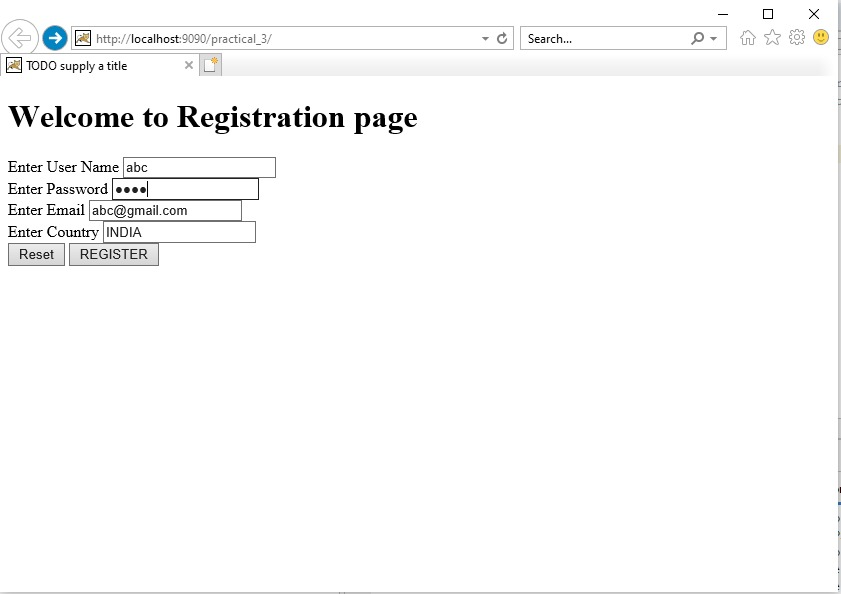 http://localhost:9090/practical_3/
Search...
TODO supply a title
Welcome to Registration page
Enter User Name abc
Enter Password ●●●●
Enter Email abc@gmail.com
Enter Country INDIA
Reset REGISTER